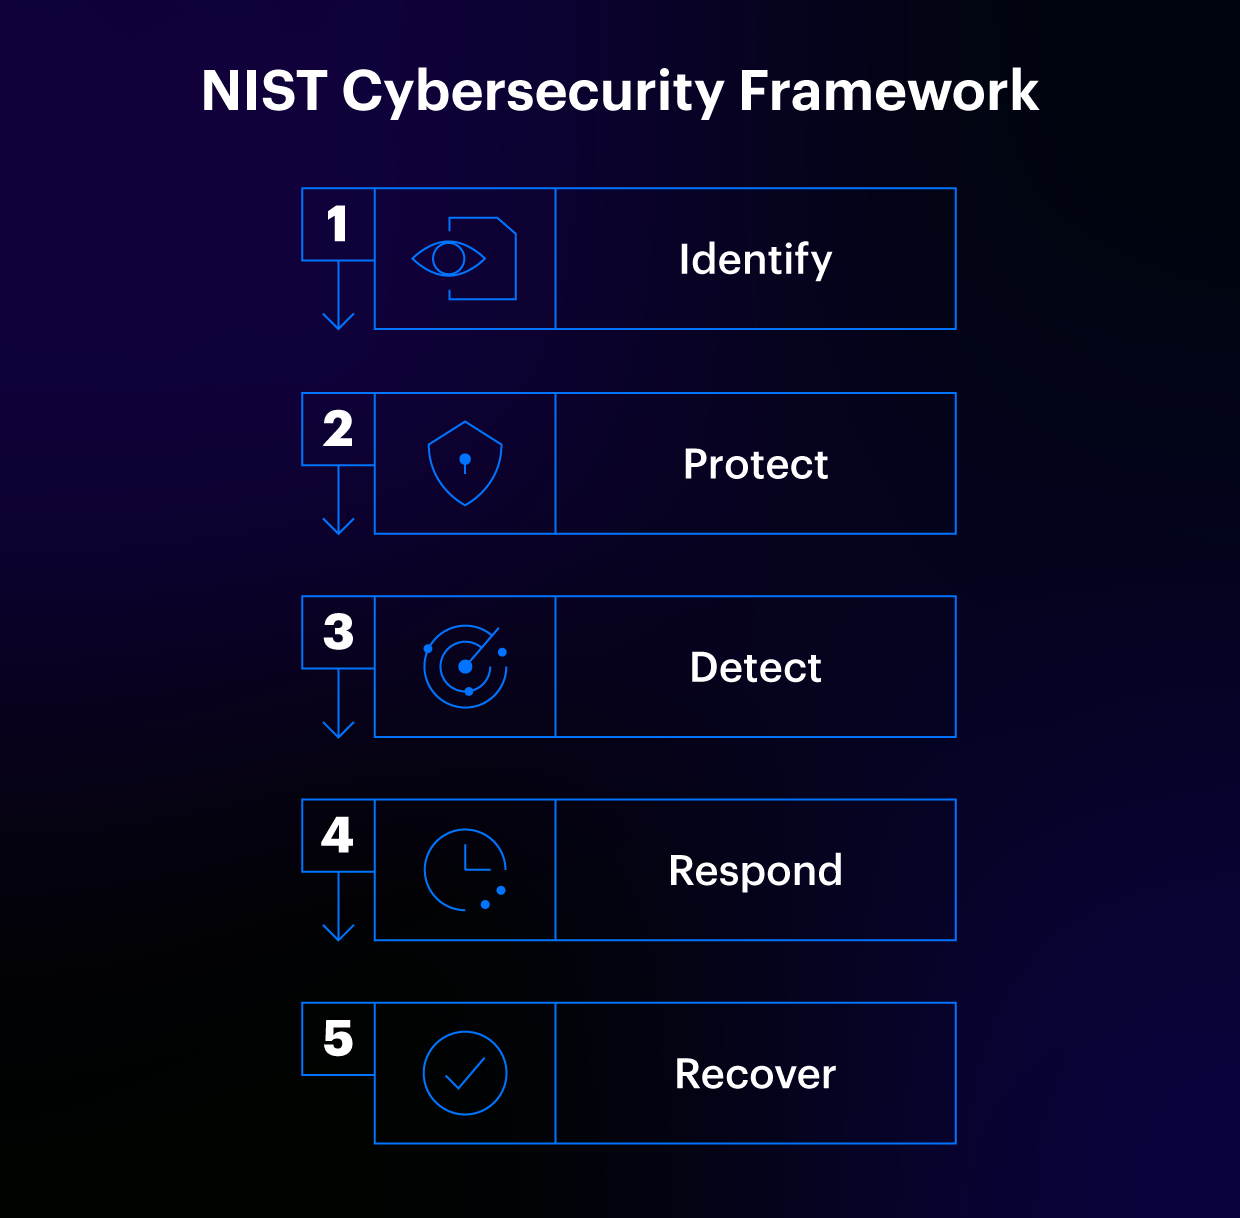 NIST Cybersecurity Framework
1
Identify
2
Protect
3
Detect
4
Respond
5
Recover